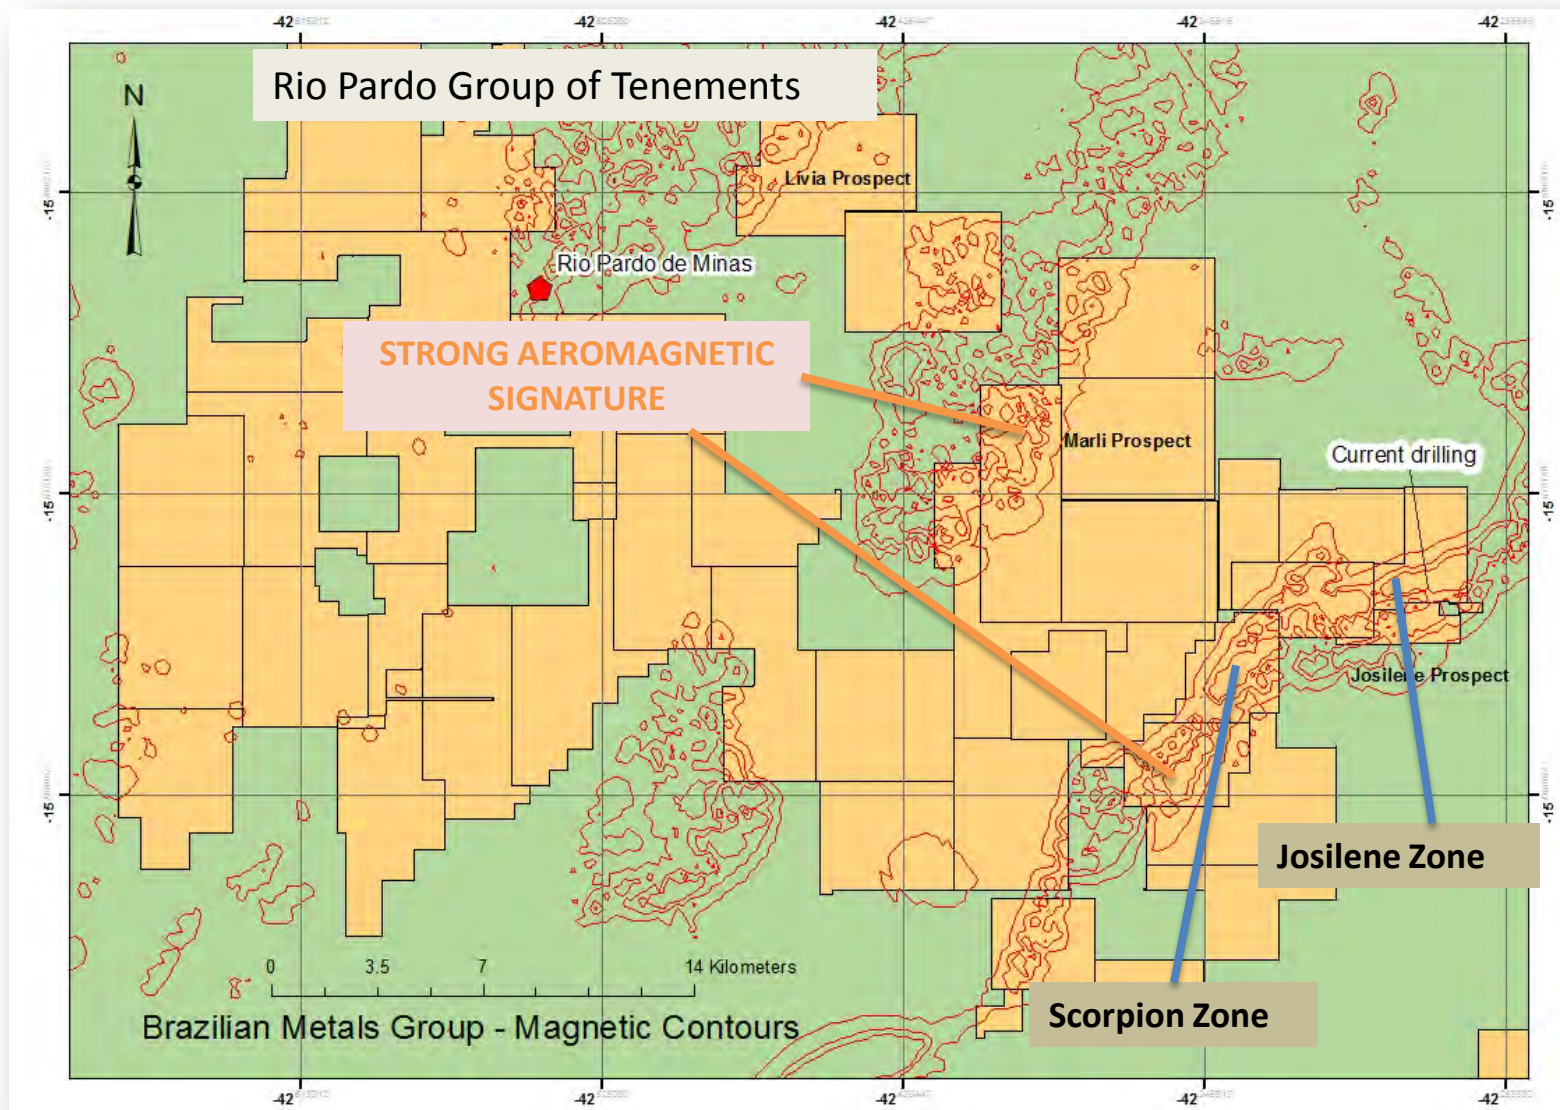 -42
-42
-42
-42
-42
Rio Pardo Group of Tenements
N
Lívia Prospect
-15
-15
Rio Pardo de Minas
STRONG AEROMAGNETIC
SIGNATURE
Marli Prospect
Current drilling
-15
-15
Josilene Prospect
-15
-15
Josilene Zone
0 3.5 7 14 Kilometers
Scorpion Zone
Brazilian Metals Group - Magnetic Contours
-42
-42
-42
-42
-42